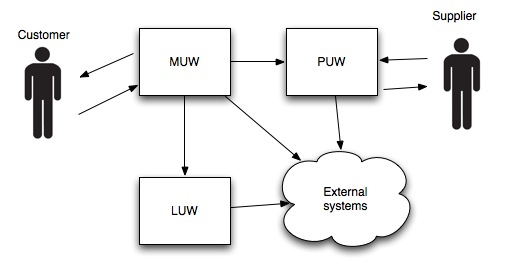 Supplier
Customer
MUW
PUW
LUW
External
systems